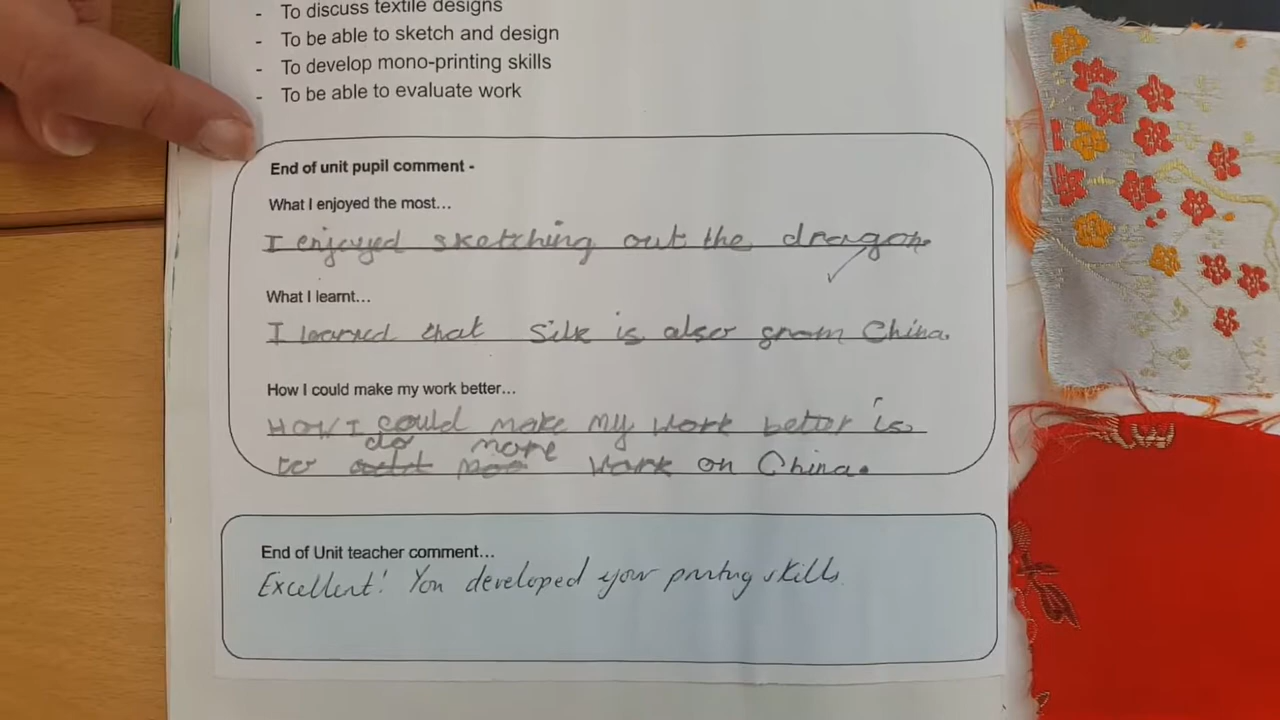 - To discuss textile designs
- To be able to sketch and design
- To develop mono-printing skills
- To be able to evaluate work
End of unit pupil comment -
What I enjoyed the most...
I enjoyed sketching out the dragon.
What I learnt...
I learned that Silk is also from China.
How I could make my work better...
How I could make my work better is
do more
to work on China.
End of Unit teacher comment...
Excellent! You developed your printing skills.